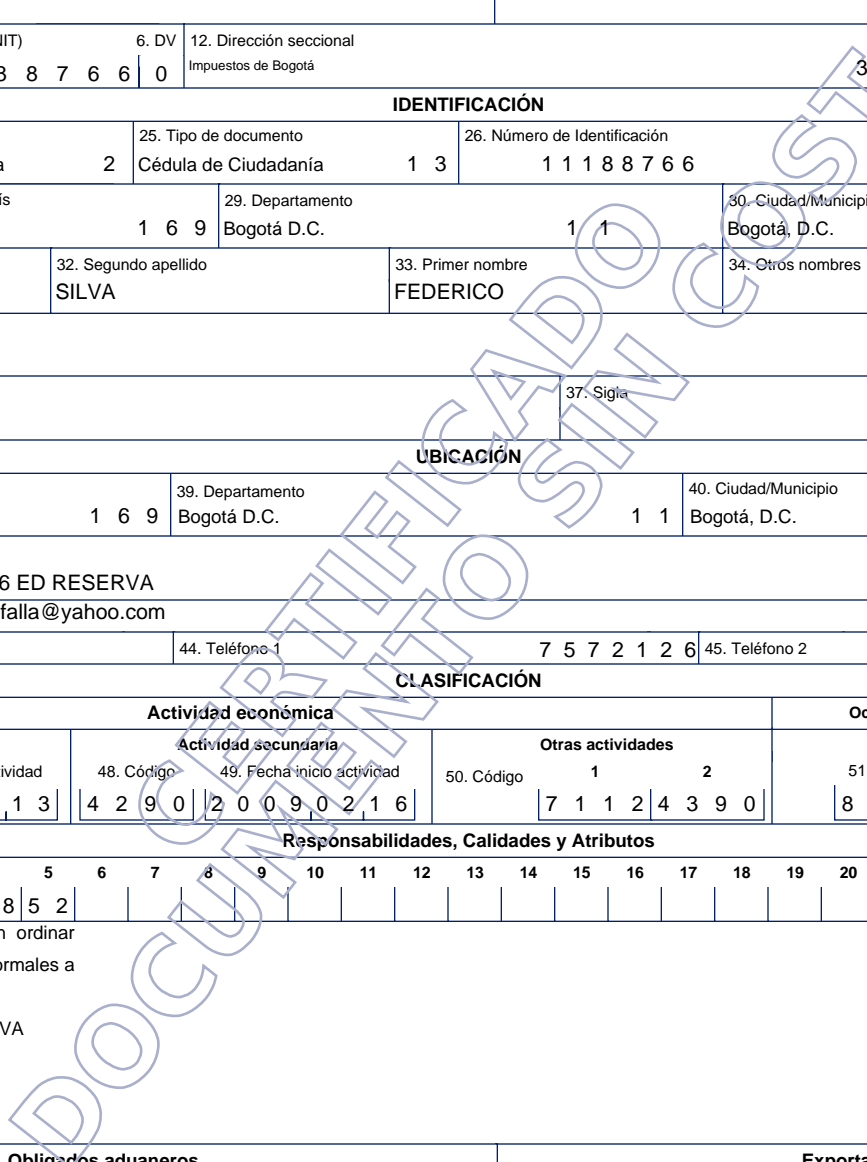 6. DV 12. Dirección seccional
8 7 6 6 0 Impuestos de Bogotá 3
IDENTIFICACIÓN
25. Tipo de documento 26. Número de Identificación
2 Cédula de Ciudadanía 1 3 1 1 1 8 8 7 6 6
29. Departamento 30. Ciudad/Municipi
1 6 9 Bogotá D.C. 1 1 Bogotá, D.C.
32. Segundo apellido 33. Primer nombre 34. Otros nombres
SILVA FEDERICO
37. Sigla
UBICACIÓN
39. Departamento 40. Ciudad/Municipio
1 6 9 Bogotá D.C. 1 1 Bogotá, D.C.
6 ED RESERVA
falla@yahoo.com
44. Teléfono 1 7 5 7 2 1 2 6 45. Teléfono 2
CLASIFICACIÓN
Actividad económica Oc
Actividad secundaria Otras actividades
ividad 48. Código 49. Fecha inicio actividad 50. Código 1 2 51
1 3 4 2 9 0 2 0 0 9 0 2 1 6 7 1 1 2 4 3 9 0 8
Responsabilidades, Calidades y Atributos
5 6 7 8 9 10 11 12 13 14 15 16 17 18 19 20
8 5 2
n ordinar
ormales a
VA
Obligados aduaneros Exporta
CERTIFICADO
DOCUMENTO SIN COST